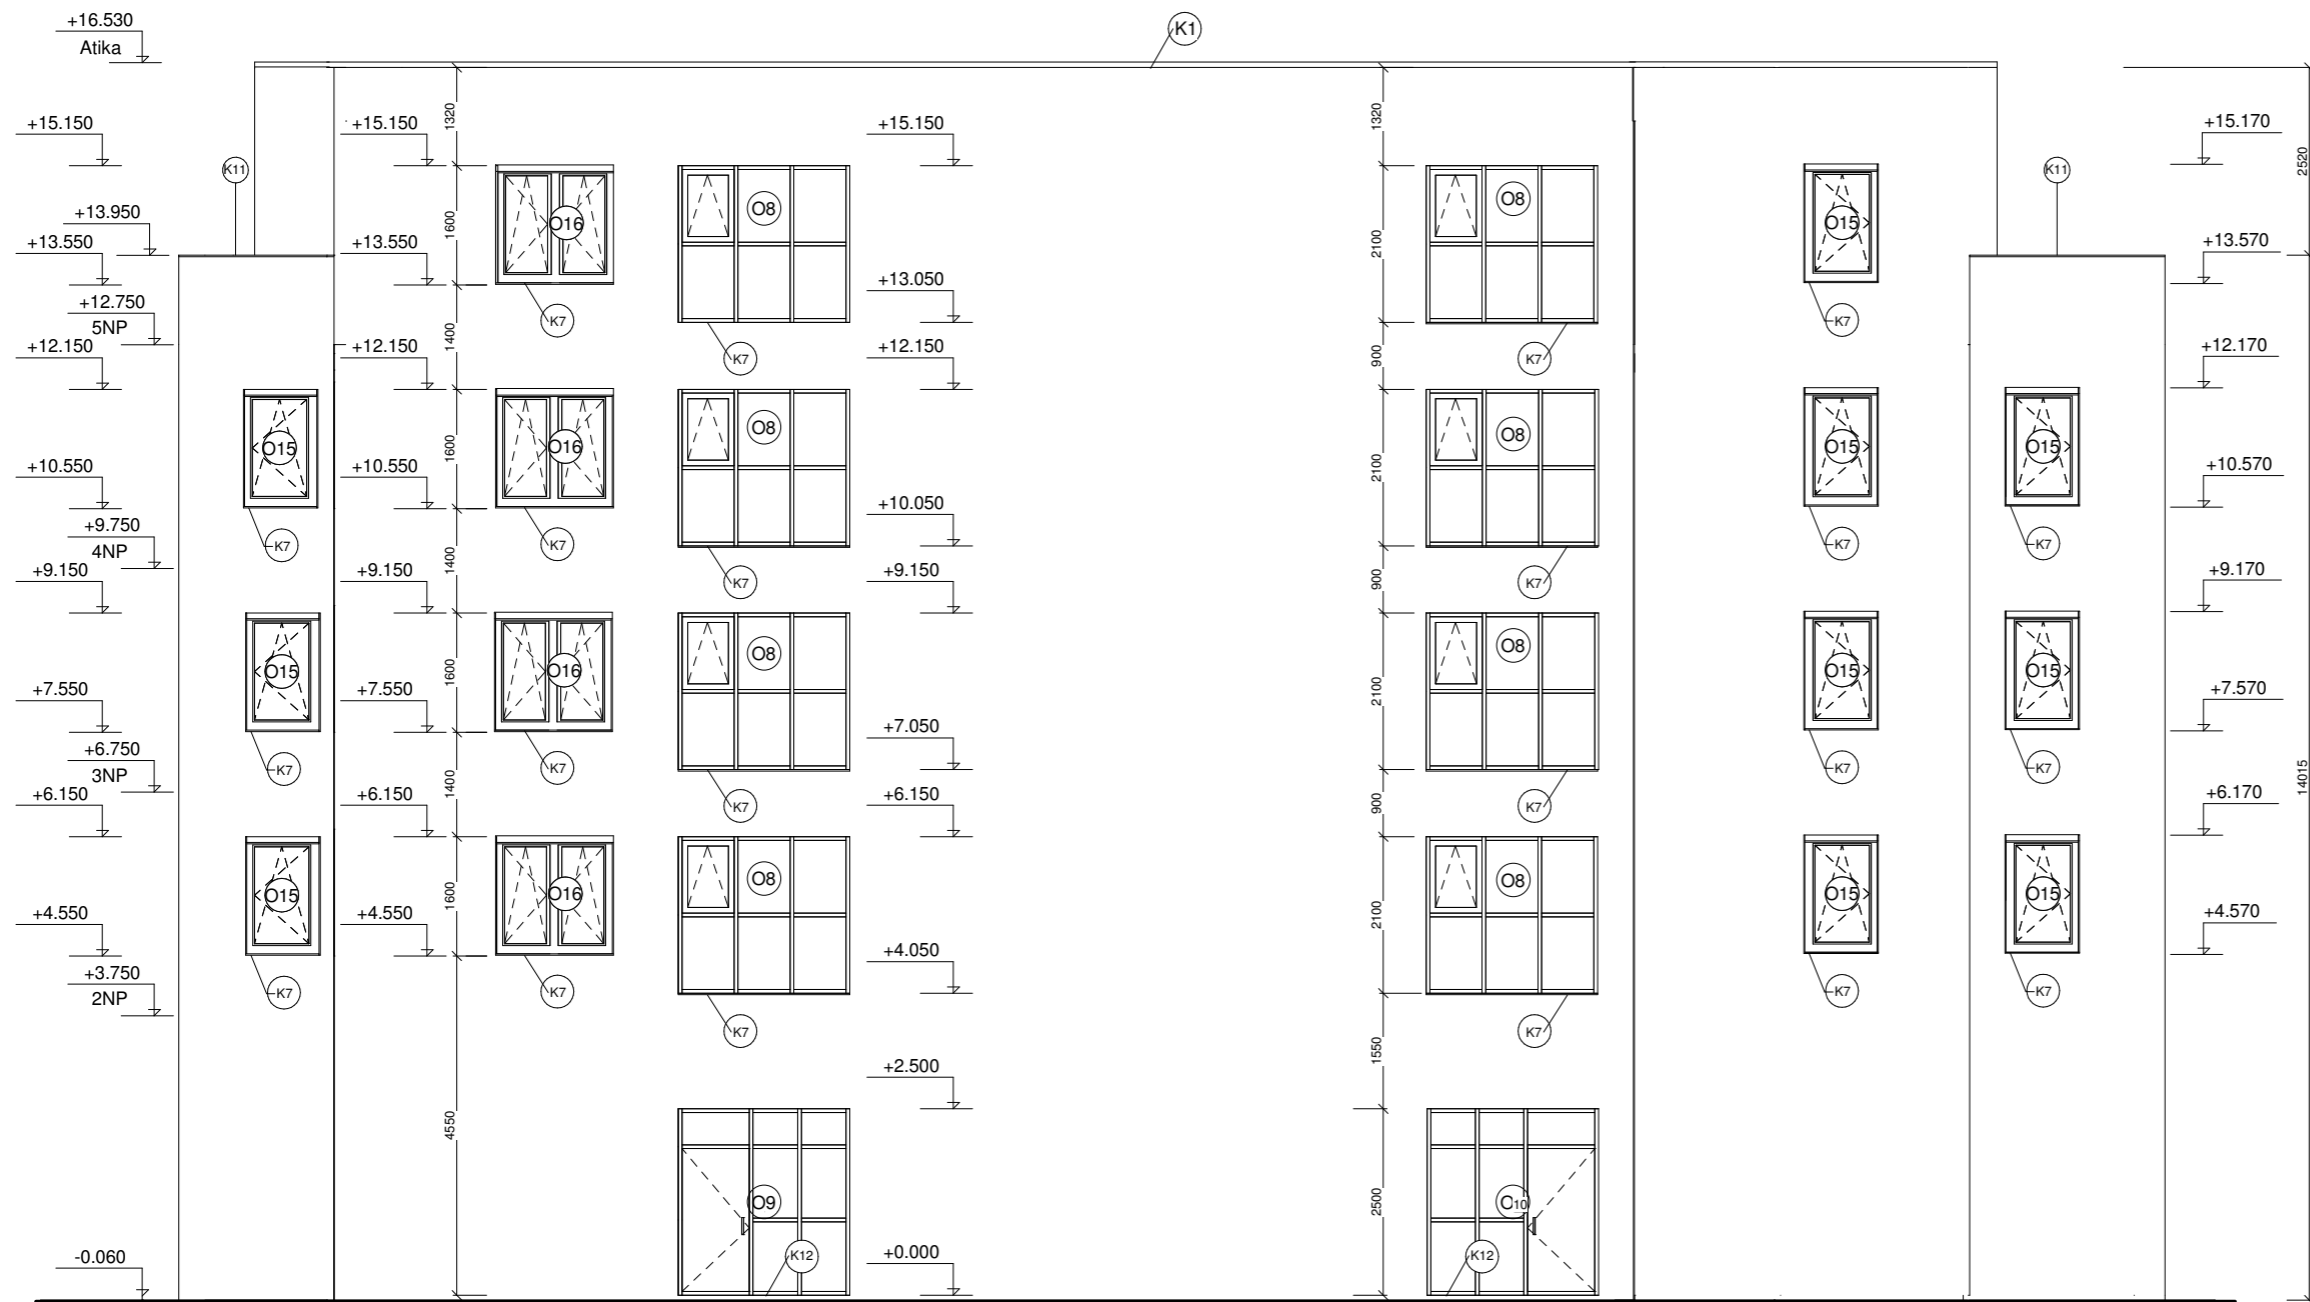 +16.530
Atika
K1
+15.150
+15.150
1320
+15.150
1320
+15.170
2520
K11
K11
O16
O8
O8
O15
+13.950
+13.550
+13.550
1600
2100
+13.570
+13.050
+12.750
5NP
K7
K7
1400
K7
K7
900
+12.150
+12.150
+12.150
+12.170
O15
O16
O8
O8
O15
O15
+10.550
+10.550
1600
2100
+10.570
+10.050
+9.750
4NP
K7
K7
K7
K7
K7
K7
1400
900
+9.150
+9.150
+9.150
+9.170
O15
O16
O8
O8
O15
O15
+7.550
+7.550
1600
2100
+7.570
+7.050
+6.750
3NP
K7
K7
K7
K7
K7
K7
1400
900
14015
+6.150
+6.150
+6.150
+6.170
O15
O16
O8
O8
O15
O15
+4.550
+4.550
1600
2100
+4.570
+4.050
+3.750
2NP
K7
K7
K7
K7
K7
K7
1550
+2.500
4550
2500
O9
O10
-0.060
K12
+0.000
K12